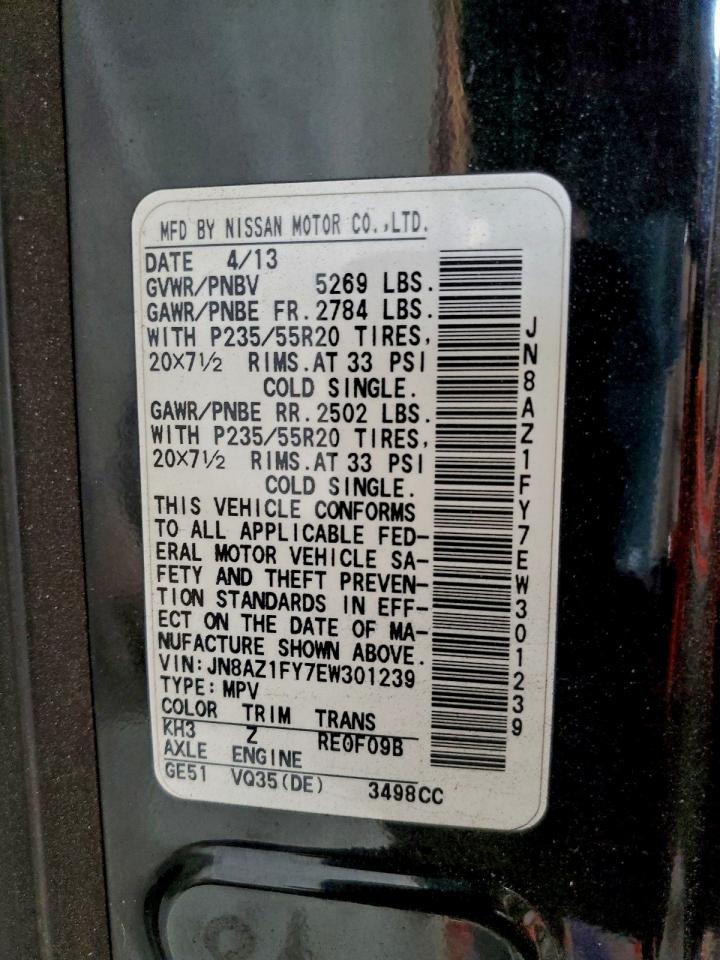 MFD BY NISSAN MOTOR CO.,LTD.
DATE 4/13
GVWR/PNBV 5269 LBS.
GAWR/PNBE FR. 2784 LBS.
WITH P235/55R20 TIRES,
20×7½ RIMS. AT 33 PSI
COLD SINGLE.
GAWR/PNBE RR. 2502 LBS.
WITH P235/55R20 TIRES,
20×7½ RIMS. AT 33 PSI
COLD SINGLE.
THIS VEHICLE CONFORMS
TO ALL APPLICABLE FED-
ERAL MOTOR VEHICLE SA-
FETY AND THEFT PREVEN-
TION STANDARDS IN EFF-
ECT ON THE DATE OF MA-
NUFACTURE SHOWN ABOVE.
VIN: JN8AZ1FY7EW301239
TYPE: MPV
COLOR TRIM TRANS
KH3 Z RE0F09B
AXLE ENGINE
GE51 VQ35(DE) 3498CC
JN8AZ1FY7EW301239